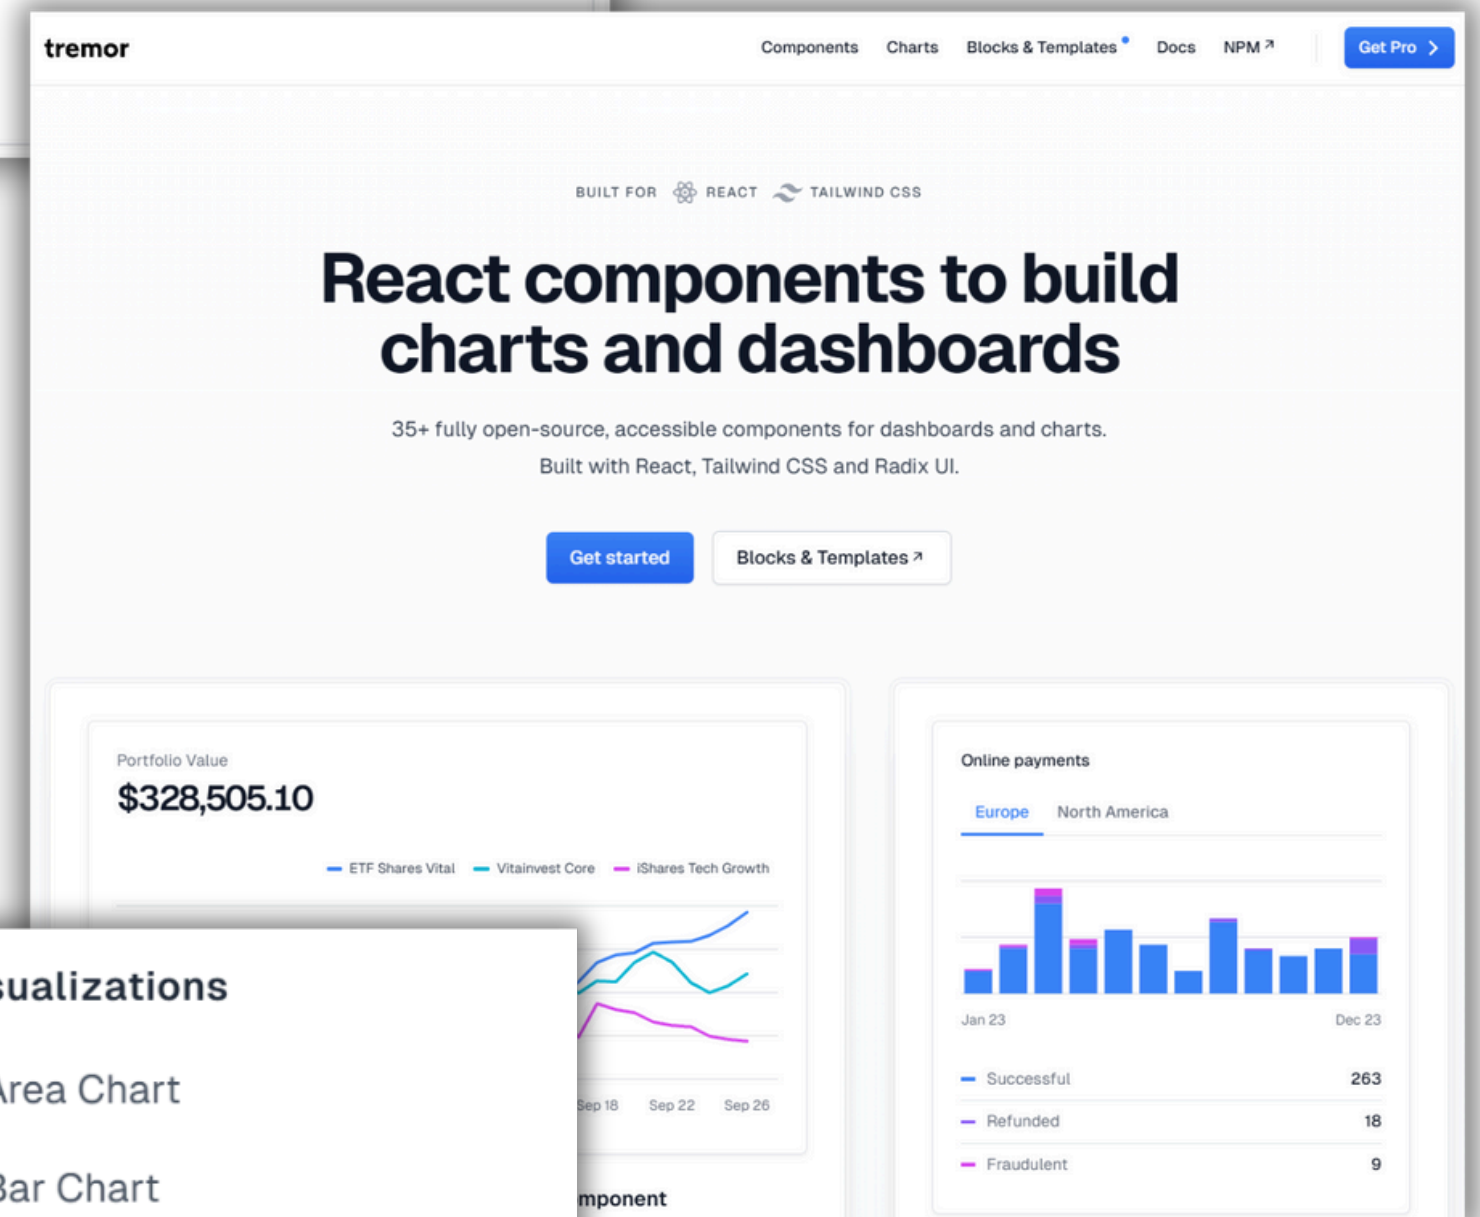 tremor
Components Charts Blocks & Templates Docs NPM Get Pro
BUILT FOR REACT TAILWIND CSS
React components to build
charts and dashboards
35+ fully open-source, accessible components for dashboards and charts.
Built with React, Tailwind CSS and Radix UI.
Get started Blocks & Templates
Portfolio Value
$328,505.10
ETF Shares Vital Vitainvest Core iShares Tech Growth
Sep 18 Sep 22 Sep 26
mponent
Online payments
Europe North America
Jan 23 Dec 23
Successful 263
Refunded 18
Fraudulent 9
sualizations
Area Chart
Bar Chart